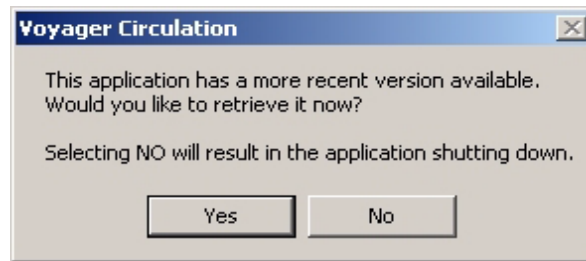 Voyager Circulation
This application has a more recent version available.
Would you like to retrieve it now?
Selecting NO will result in the application shutting down.
Yes
No